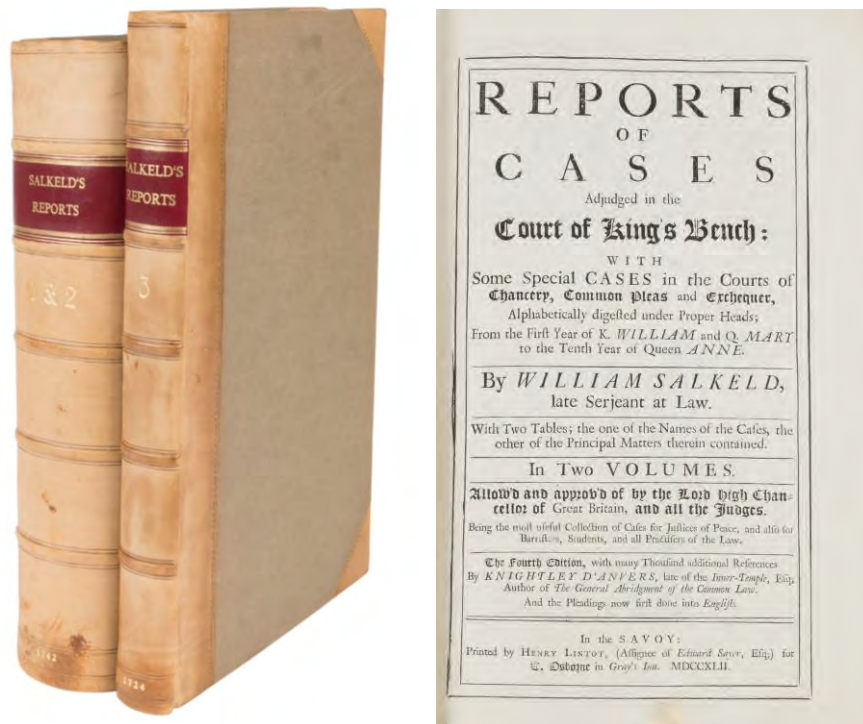 SALKELD'S
REPORTS
1 & 2
1742
SALKELD'S
REPORTS
3
1724
REPORTS
OF
CASES
Adjudged in the
Court of King's Bench:
WITH
Some Special CASES in the Courts of
Chancery, Common Pleas and Exchequer,
Alphabetically digeſted under Proper Heads;
From the Firſt Year of K. WILLIAM and Q. MARY
to the Tenth Year of Queen ANNE.
By WILLIAM SALKELD,
late Serjeant at Law.
With Two Tables; the one of the Names of the Caſes, the
other of the Principal Matters therein contained.
In Two VOLUMES.
Allow'd and approv'd of by the Lord High Chan-
cellor of Great Britain, and all the Judges.
Being the moſt uſeful Collection of Caſes for Juſtices of Peace, and alſo for
Barriſters, Students, and all Practiſers of the Law.
The Fourth Edition, with many Thouſand additional References
By KNIGHTLEY D'ANVERS, late of the Inner-Temple, Eſq;
Author of The General Abridgment of the Common Law.
And the Pleadings now firſt done into Engliſh.
In the SAVOY:
Printed by HENRY LINTOT, (Aſſignee of Edward Sayer, Eſq;) for
T. Osborne in Gray's Inn. MDCCXLII.